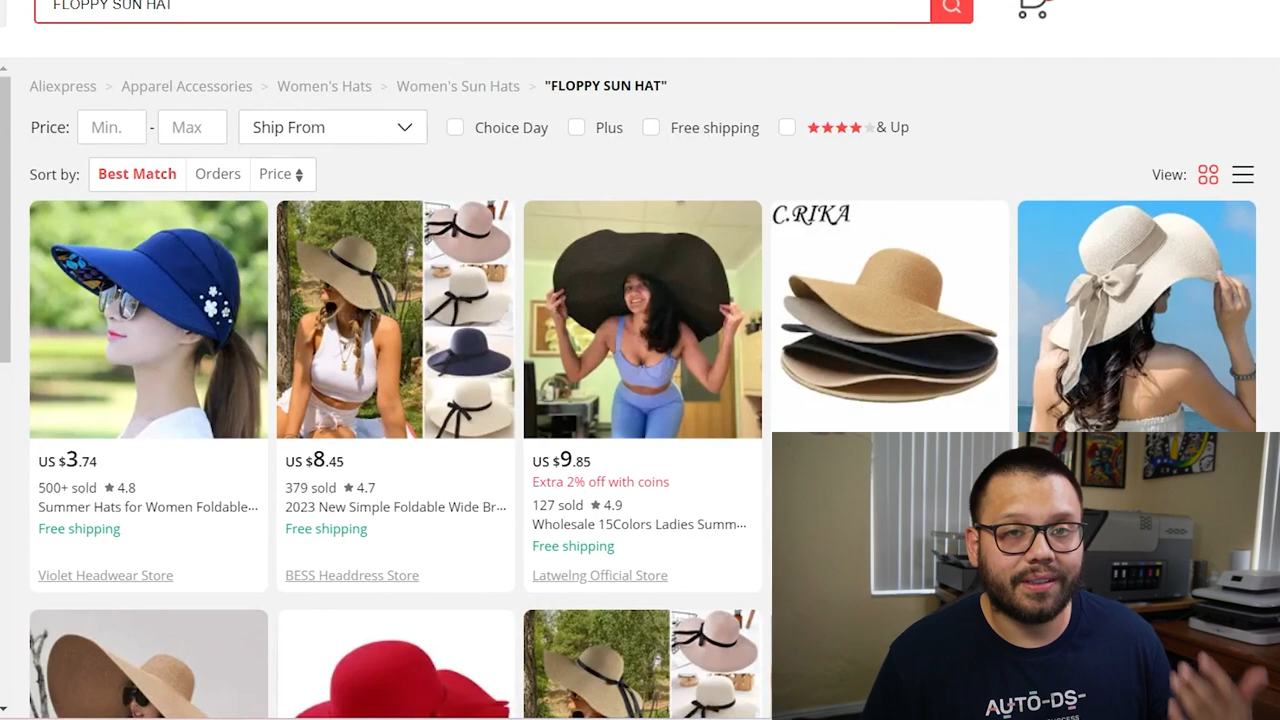 FLOPPY SUN HAT
Aliexpress > Apparel Accessories > Women's Hats > Women's Sun Hats > "FLOPPY SUN HAT"
Price: Min. - Max Ship From Choice Day Plus Free shipping & Up
Sort by: Best Match Orders Price View:
C.RIKA
US $3.74
500+ sold 4.8
Summer Hats for Women Foldable...
Free shipping
Violet Headwear Store
US $8.45
379 sold 4.7
2023 New Simple Foldable Wide Br...
Free shipping
BESS Headdress Store
US $9.85
Extra 2% off with coins
127 sold 4.9
Wholesale 15Colors Ladies Summ...
Free shipping
Latwelng Official Store
AUTO-DS-
SUCCESS